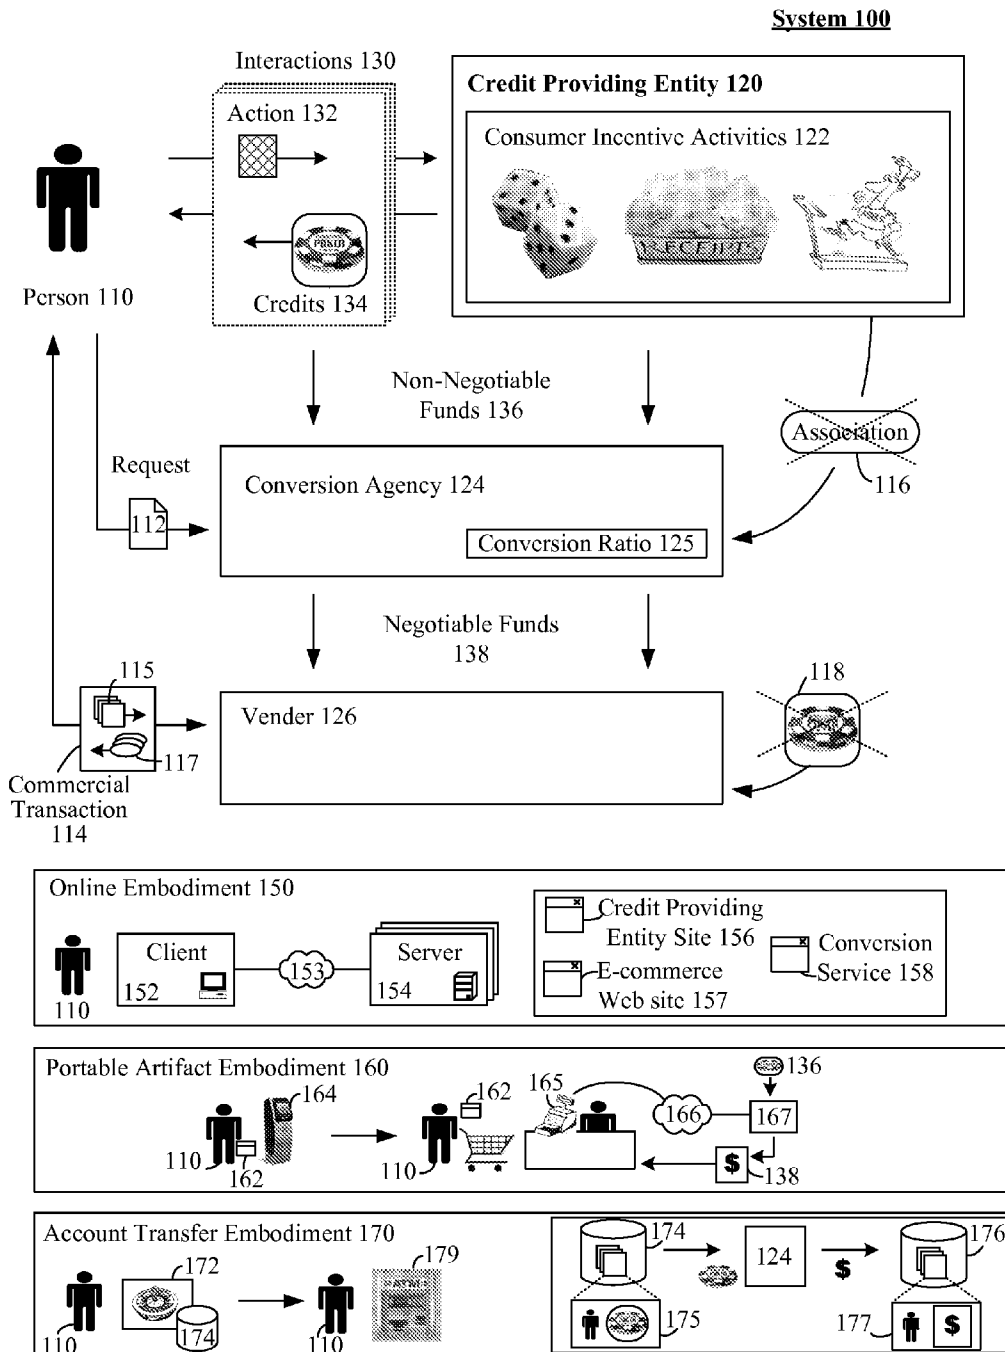 System 100
Interactions 130
Credit Providing Entity 120
Action 132
Consumer Incentive Activities 122
POKER
RECEIPT
Credits 134
Person 110
Non-Negotiable
Funds 136
Association
116
Request
112
Conversion Agency 124
Conversion Ratio 125
Negotiable Funds
138
115
118
Vender 126
117
Commercial
Transaction
114
Online Embodiment 150
Client
152
153
Server
154
110
Credit Providing
Entity Site 156
E-commerce
Web site 157
Conversion
Service 158
Portable Artifact Embodiment 160
164
162
165
166
136
167
110
162
110
$
138
Account Transfer Embodiment 170
172
179
174
110
110
174
124
$
176
175
177
$